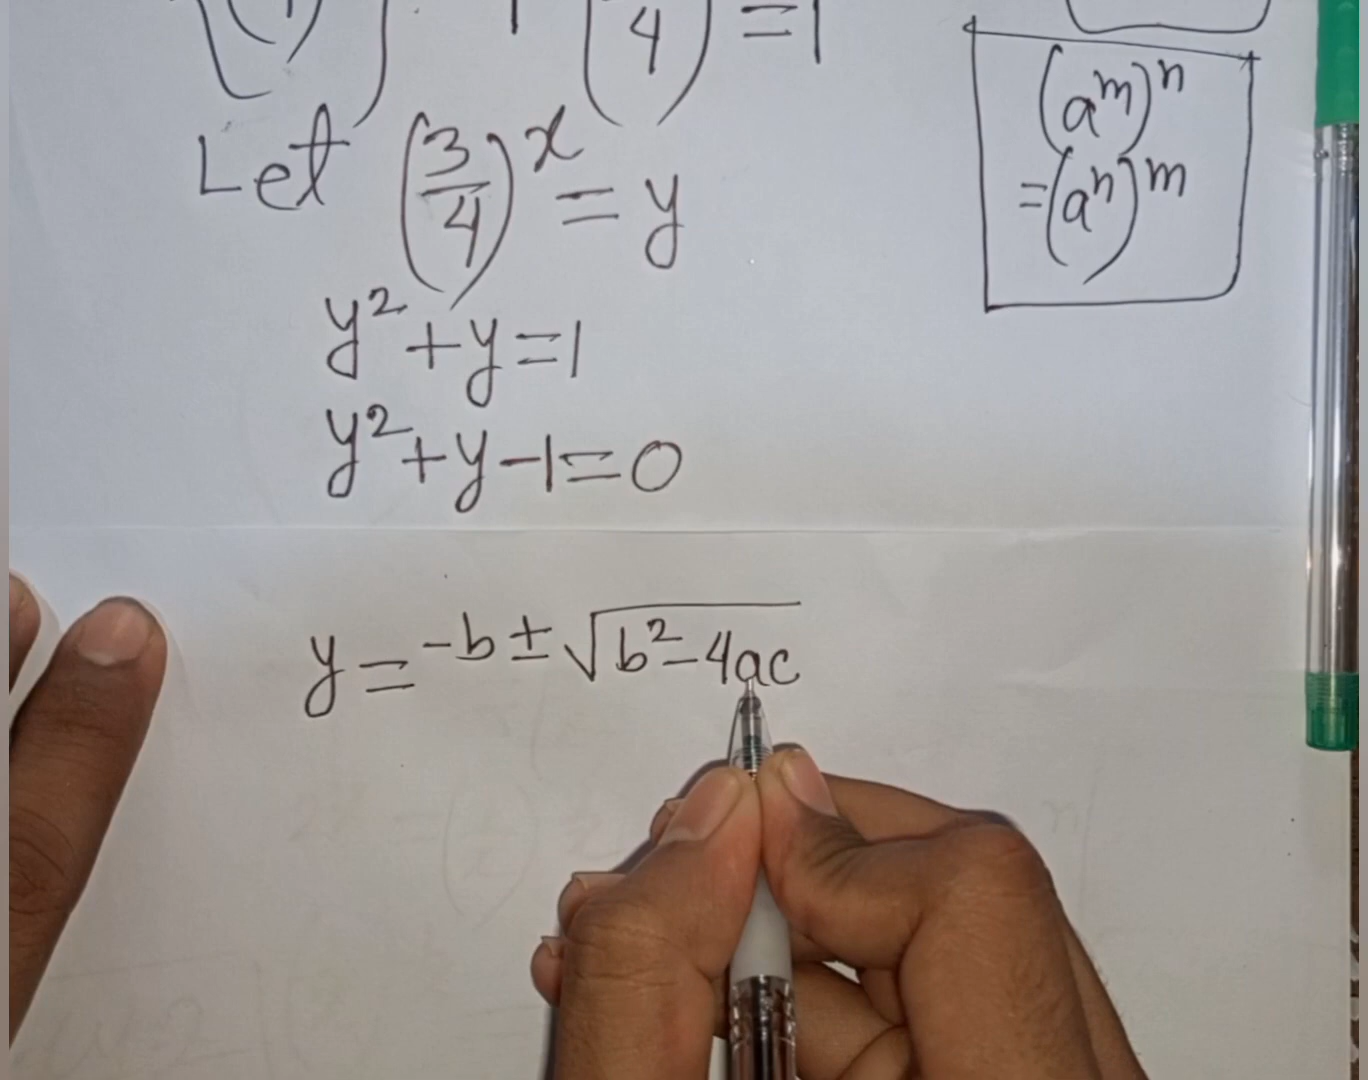 4) = 1
Let (3/4)^x = y
y² + y = 1
y² + y - 1 = 0
y = -b ± √b² - 4ac
(a^m)^n
= (a^n)^m